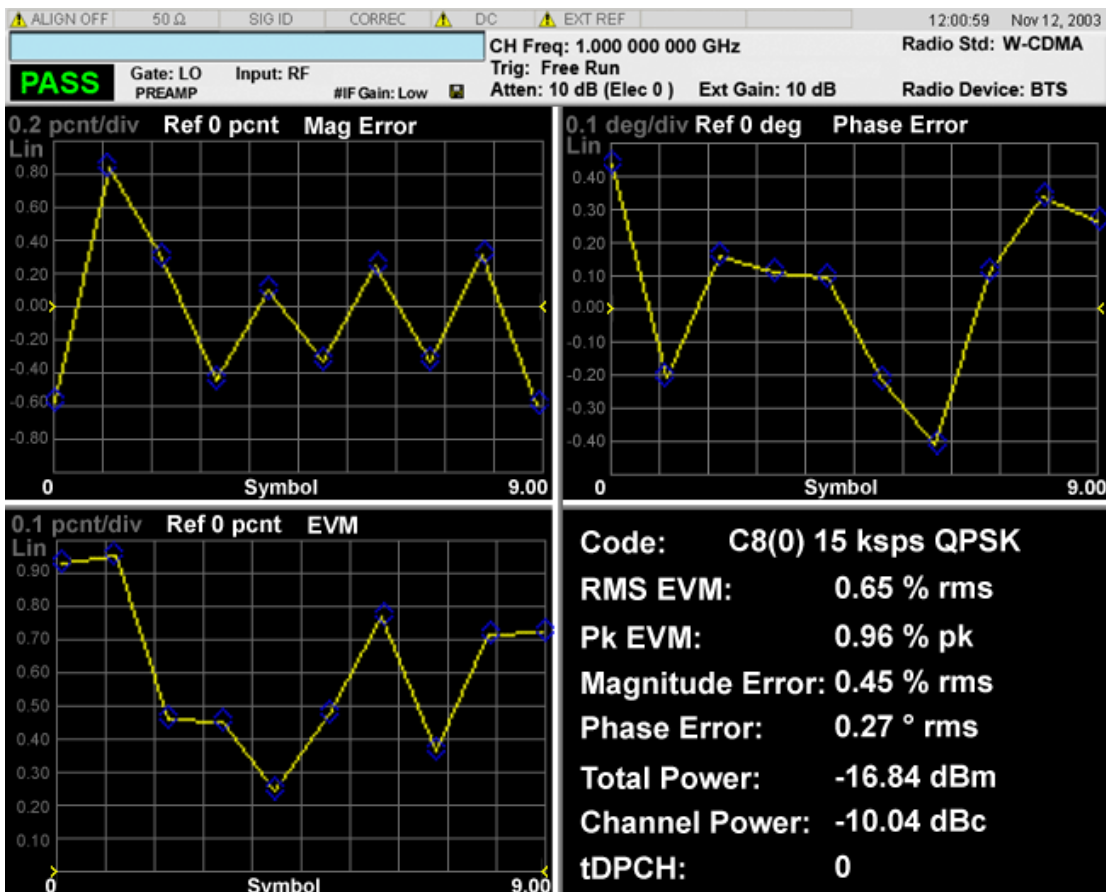 ALIGN OFF 50 Ω SIG ID CORREC DC EXT REF 12:00:59 Nov 12, 2003
CH Freq: 1.000 000 000 GHz Radio Std: W-CDMA
PASS Gate: LO Input: RF Trig: Free Run
PREAMP #IF Gain: Low Atten: 10 dB (Elec 0 ) Ext Gain: 10 dB Radio Device: BTS
0.2 pcnt/div Ref 0 pcnt Mag Error
Lin
0.80
0.60
0.40
0.20
0.00
-0.20
-0.40
-0.60
-0.80
0 Symbol 9.00
0.1 deg/div Ref 0 deg Phase Error
Lin
0.40
0.30
0.20
0.10
0.00
-0.10
-0.20
-0.30
-0.40
0 Symbol 9.00
0.1 pcnt/div Ref 0 pcnt EVM
Lin
0.90
0.80
0.70
0.60
0.50
0.40
0.30
0.20
0.10
0 Symbol 9.00
Code: C8(0) 15 ksps QPSK
RMS EVM: 0.65 % rms
Pk EVM: 0.96 % pk
Magnitude Error: 0.45 % rms
Phase Error: 0.27 ° rms
Total Power: -16.84 dBm
Channel Power: -10.04 dBc
tDPCH: 0